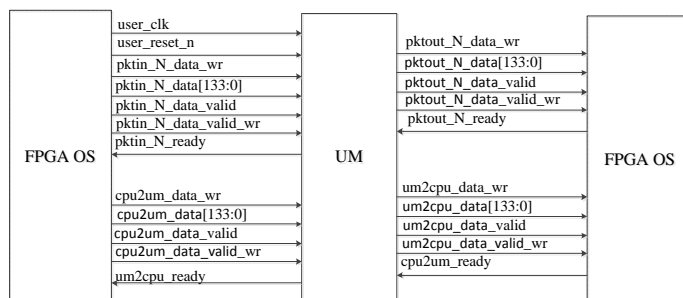 user_clk
user_reset_n
pktin_N_data_wr
pktin_N_data[133:0]
pktin_N_data_valid
pktin_N_data_valid_wr
pktin_N_ready
FPGA OS
cpu2um_data_wr
cpu2um_data[133:0]
cpu2um_data_valid
cpu2um_data_valid_wr
um2cpu_ready
UM
pktout_N_data_wr
pktout_N_data[133:0]
pktout_N_data_valid
pktout_N_data_valid_wr
pktout_N_ready
um2cpu_data_wr
um2cpu_data[133:0]
um2cpu_data_valid
um2cpu_data_valid_wr
cpu2um_ready
FPGA OS